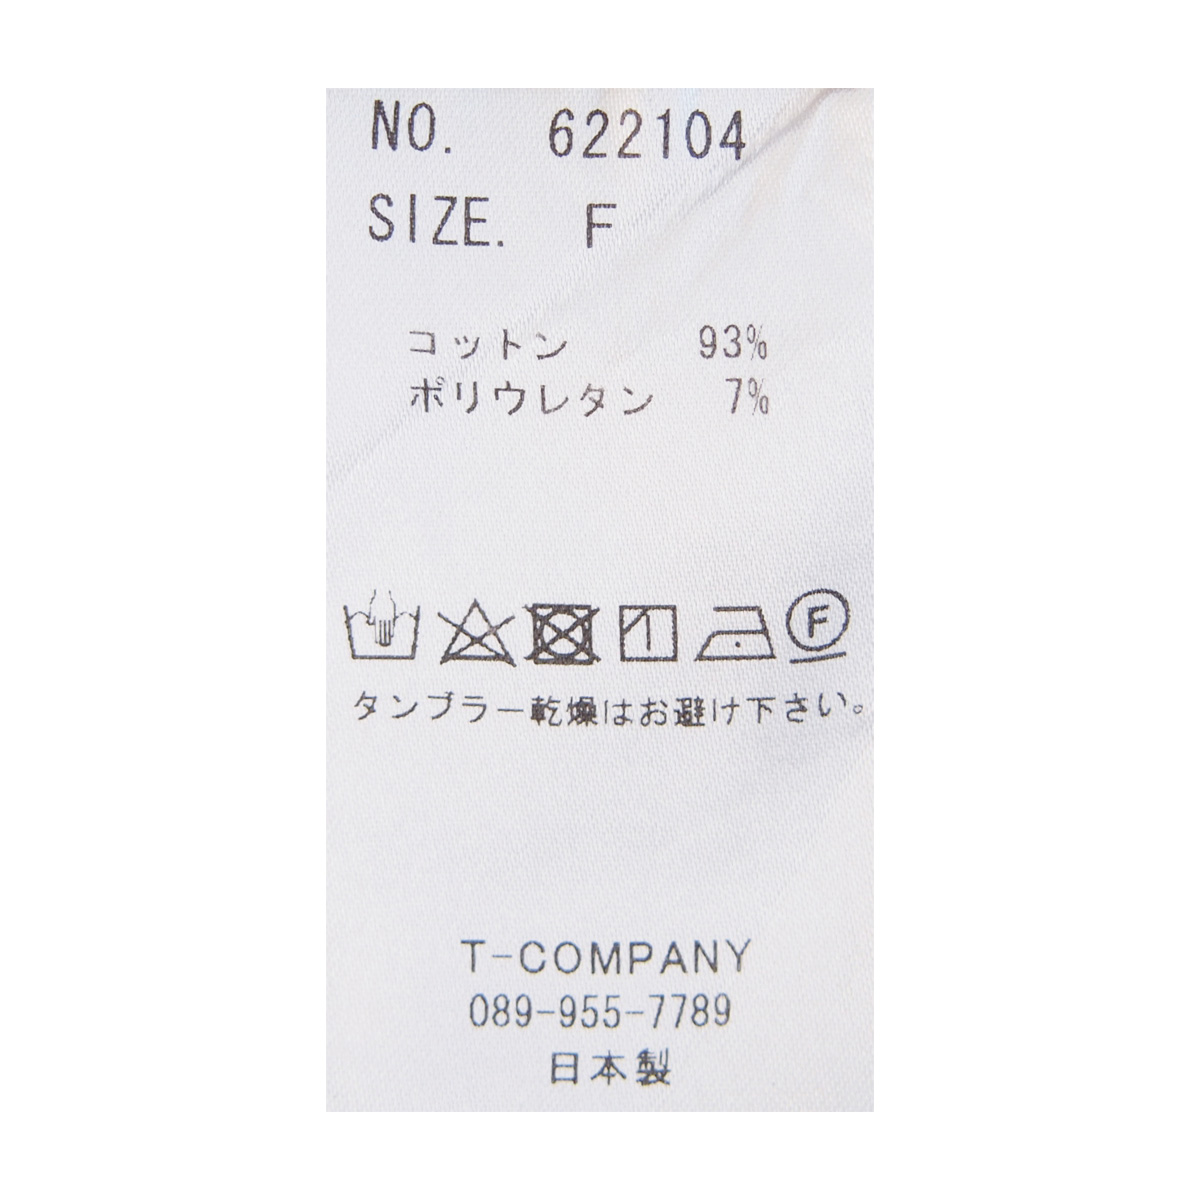 NO. 622104
SIZE. F
コットン 93%
ポリウレタン 7%
F
タンブラー乾燥はお避け下さい。
T-COMPANY
089-955-7789
日本製